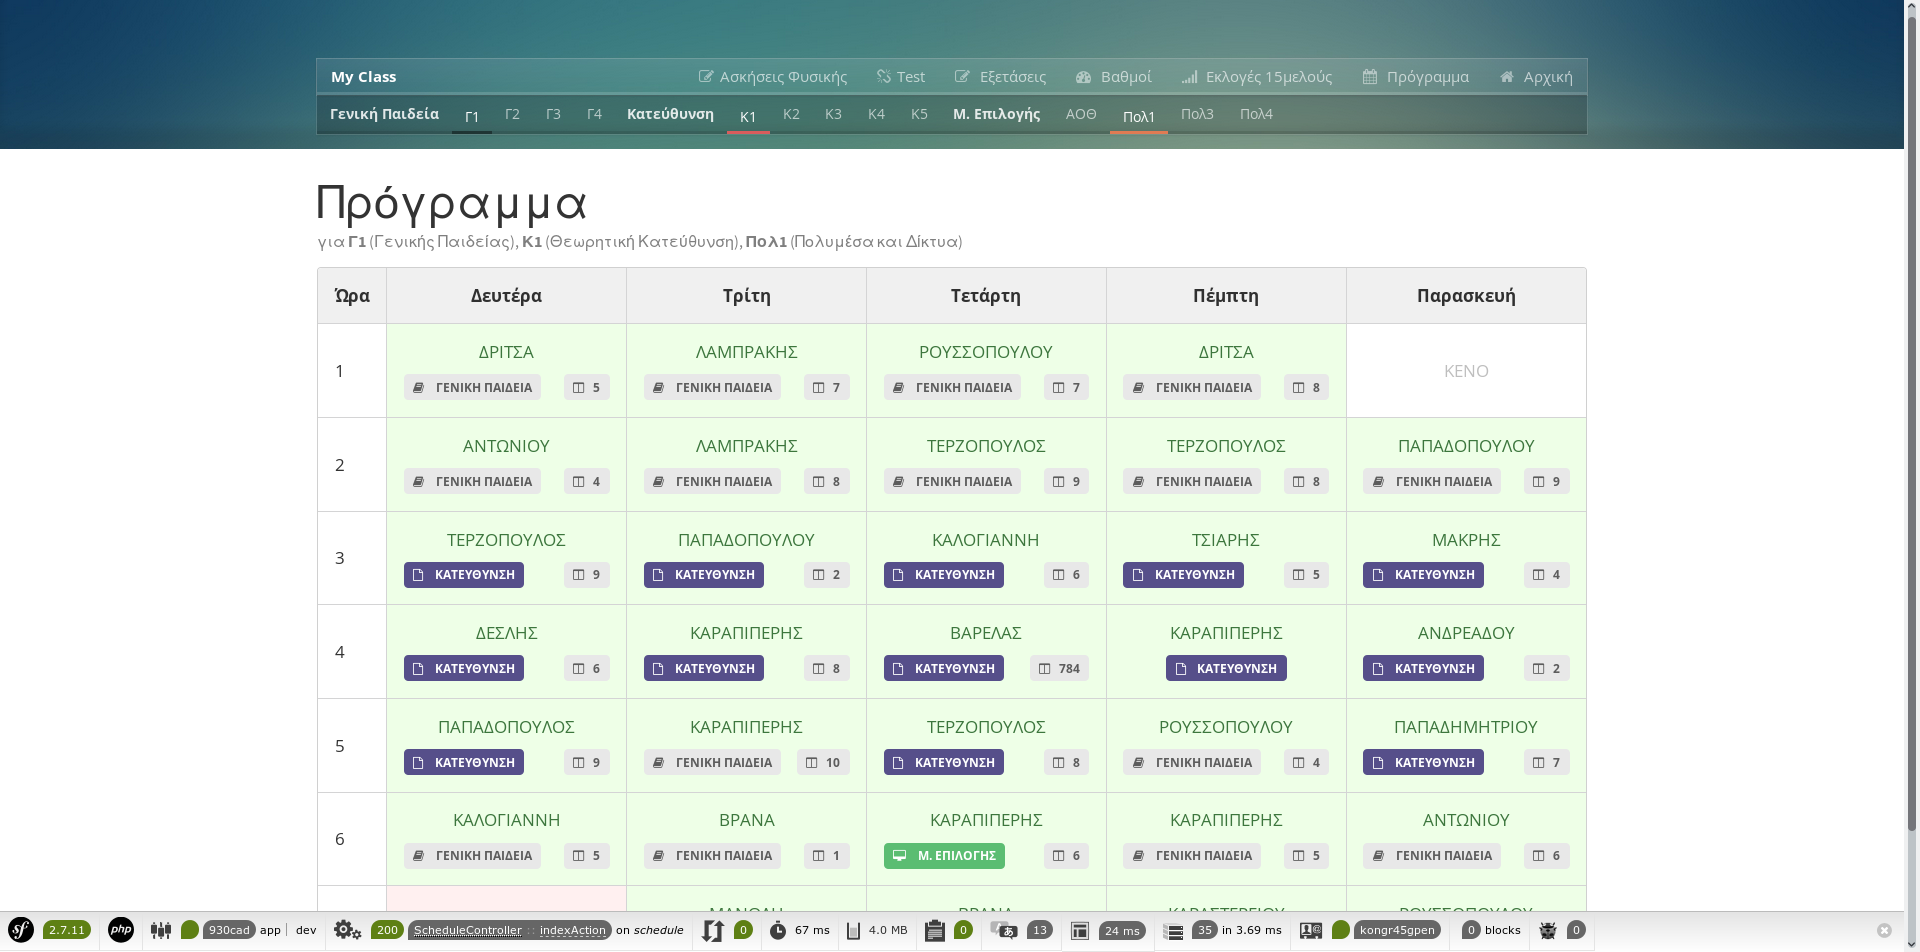 My Class Ασκήσεις Φυσικής Test Εξετάσεις Βαθμοί Εκλογές 15μελούς Πρόγραμμα Αρχική
Γενική Παιδεία Γ1 Γ2 Γ3 Γ4 Κατεύθυνση Κ1 Κ2 Κ3 Κ4 Κ5 Μ. Επιλογής ΑΟΘ Πολ1 Πολ3 Πολ4
Πρόγραμμα
για Γ1 (Γενικής Παιδείας), Κ1 (Θεωρητική Κατεύθυνση), Πολ1 (Πολυμέσα και Δίκτυα)
Ώρα Δευτέρα Τρίτη Τετάρτη Πέμπτη Παρασκευή
ΔΡΙΤΣΑ ΛΑΜΠΡΑΚΗΣ ΡΟΥΣΣΟΠΟΥΛΟΥ ΔΡΙΤΣΑ
1 ΚΕΝΟ
ΓΕΝΙΚΗ ΠΑΙΔΕΙΑ 5 ΓΕΝΙΚΗ ΠΑΙΔΕΙΑ 7 ΓΕΝΙΚΗ ΠΑΙΔΕΙΑ 7 ΓΕΝΙΚΗ ΠΑΙΔΕΙΑ 8
ΑΝΤΩΝΙΟΥ ΛΑΜΠΡΑΚΗΣ ΤΕΡΖΟΠΟΥΛΟΣ ΤΕΡΖΟΠΟΥΛΟΣ ΠΑΠΑΔΟΠΟΥΛΟΥ
2
ΓΕΝΙΚΗ ΠΑΙΔΕΙΑ 4 ΓΕΝΙΚΗ ΠΑΙΔΕΙΑ 8 ΓΕΝΙΚΗ ΠΑΙΔΕΙΑ 9 ΓΕΝΙΚΗ ΠΑΙΔΕΙΑ 8 ΓΕΝΙΚΗ ΠΑΙΔΕΙΑ 9
ΤΕΡΖΟΠΟΥΛΟΣ ΠΑΠΑΔΟΠΟΥΛΟΥ ΚΑΛΟΓΙΑΝΝΗ ΤΣΙΑΡΗΣ ΜΑΚΡΗΣ
3
ΚΑΤΕΥΘΥΝΣΗ 9 ΚΑΤΕΥΘΥΝΣΗ 2 ΚΑΤΕΥΘΥΝΣΗ 6 ΚΑΤΕΥΘΥΝΣΗ 5 ΚΑΤΕΥΘΥΝΣΗ 4
ΔΕΣΛΗΣ ΚΑΡΑΠΙΠΕΡΗΣ ΒΑΡΕΛΑΣ ΚΑΡΑΠΙΠΕΡΗΣ ΑΝΔΡΕΑΔΟΥ
4
ΚΑΤΕΥΘΥΝΣΗ 6 ΚΑΤΕΥΘΥΝΣΗ 8 ΚΑΤΕΥΘΥΝΣΗ 784 ΚΑΤΕΥΘΥΝΣΗ ΚΑΤΕΥΘΥΝΣΗ 2
ΠΑΠΑΔΟΠΟΥΛΟΣ ΚΑΡΑΠΙΠΕΡΗΣ ΤΕΡΖΟΠΟΥΛΟΣ ΡΟΥΣΣΟΠΟΥΛΟΥ ΠΑΠΑΔΗΜΗΤΡΙΟΥ
5
ΚΑΤΕΥΘΥΝΣΗ 9 ΓΕΝΙΚΗ ΠΑΙΔΕΙΑ 10 ΚΑΤΕΥΘΥΝΣΗ 8 ΓΕΝΙΚΗ ΠΑΙΔΕΙΑ 4 ΚΑΤΕΥΘΥΝΣΗ 7
ΚΑΛΟΓΙΑΝΝΗ ΒΡΑΝΑ ΚΑΡΑΠΙΠΕΡΗΣ ΚΑΡΑΠΙΠΕΡΗΣ ΑΝΤΩΝΙΟΥ
6
ΓΕΝΙΚΗ ΠΑΙΔΕΙΑ 5 ΓΕΝΙΚΗ ΠΑΙΔΕΙΑ 1 Μ. ΕΠΙΛΟΓΗΣ 6 ΓΕΝΙΚΗ ΠΑΙΔΕΙΑ 5 ΓΕΝΙΚΗ ΠΑΙΔΕΙΑ 6
sf 2.7.11 php 930cad app dev 200 ScheduleController :: indexAction on schedule 0 67 ms 4.0 MB 0 13 24 ms 35 in 3.69 ms kongr45gpen 0 blocks 0